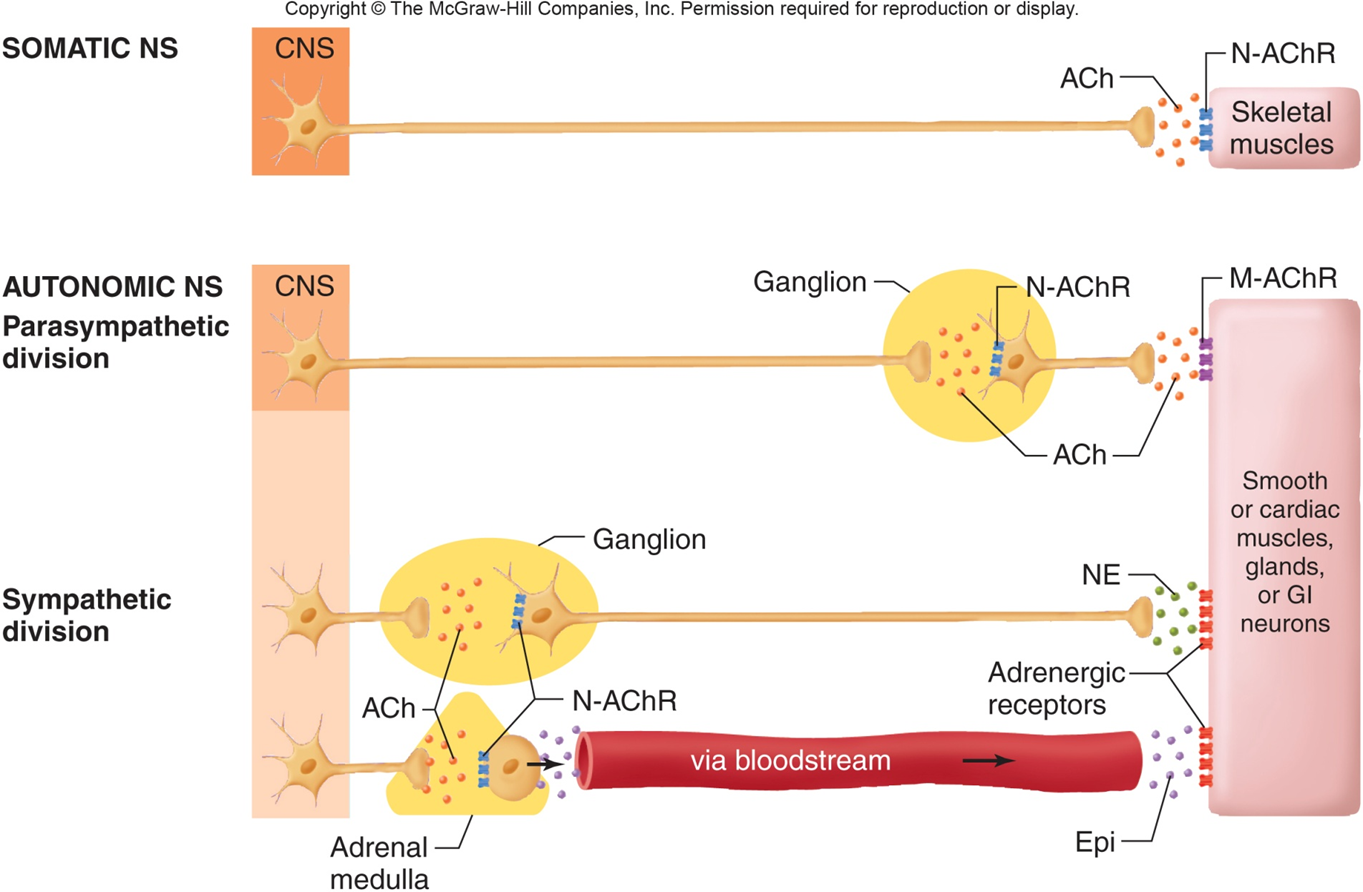 Copyright © The McGraw-Hill Companies, Inc. Permission required for reproduction or display.
SOMATIC NS
CNS
ACh
N-AChR
Skeletal
muscles
AUTONOMIC NS
Parasympathetic
division
CNS
Ganglion
N-AChR
M-AChR
ACh
Smooth
or cardiac
muscles,
glands,
or GI
neurons
Sympathetic
division
Ganglion
NE
Adrenergic
receptors
ACh
N-AChR
via bloodstream
Adrenal
medulla
Epi